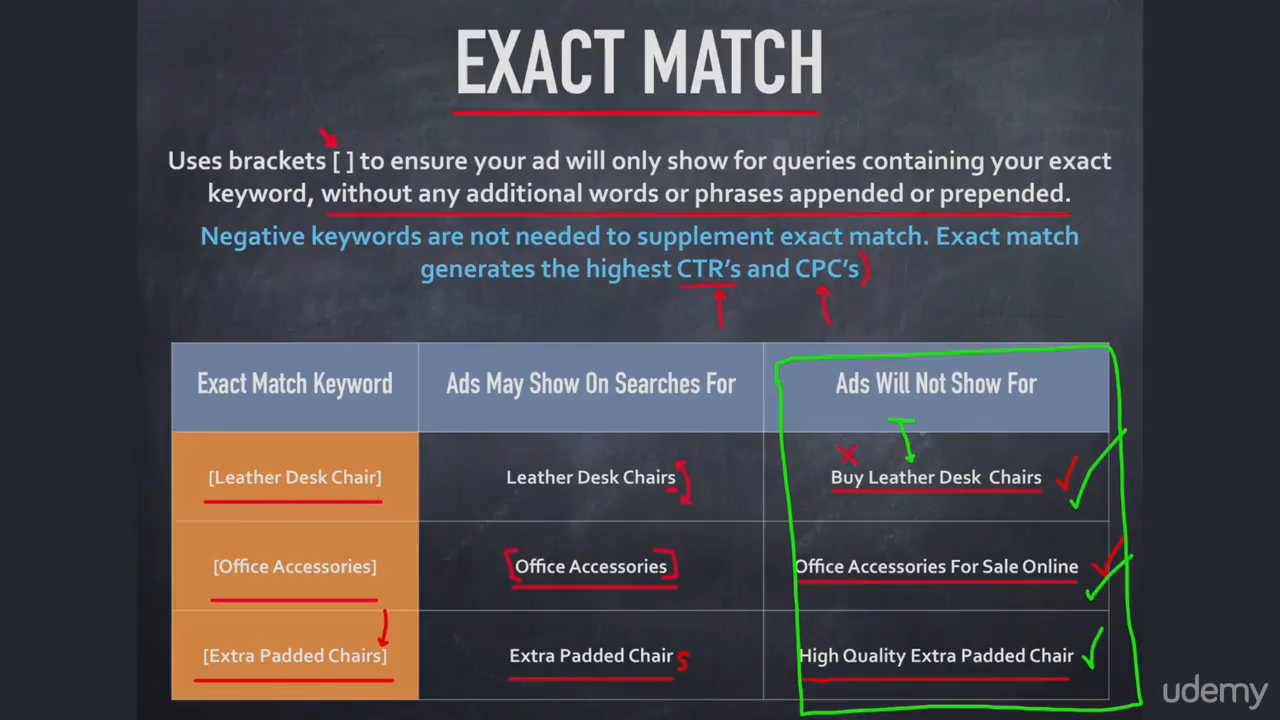 EXACT MATCH
Uses brackets [ ] to ensure your ad will only show for queries containing your exact
keyword, without any additional words or phrases appended or prepended.
Negative keywords are not needed to supplement exact match. Exact match
generates the highest CTR's and CPC's)
Exact Match Keyword
Ads May Show On Searches For
Ads Will Not Show For
[Leather Desk Chair]
Leather Desk Chairs
Buy Leather Desk Chairs
[Office Accessories]
[Office Accessories]
Office Accessories For Sale Online
[Extra Padded Chairs]
Extra Padded Chair s
High Quality Extra Padded Chair
udemy